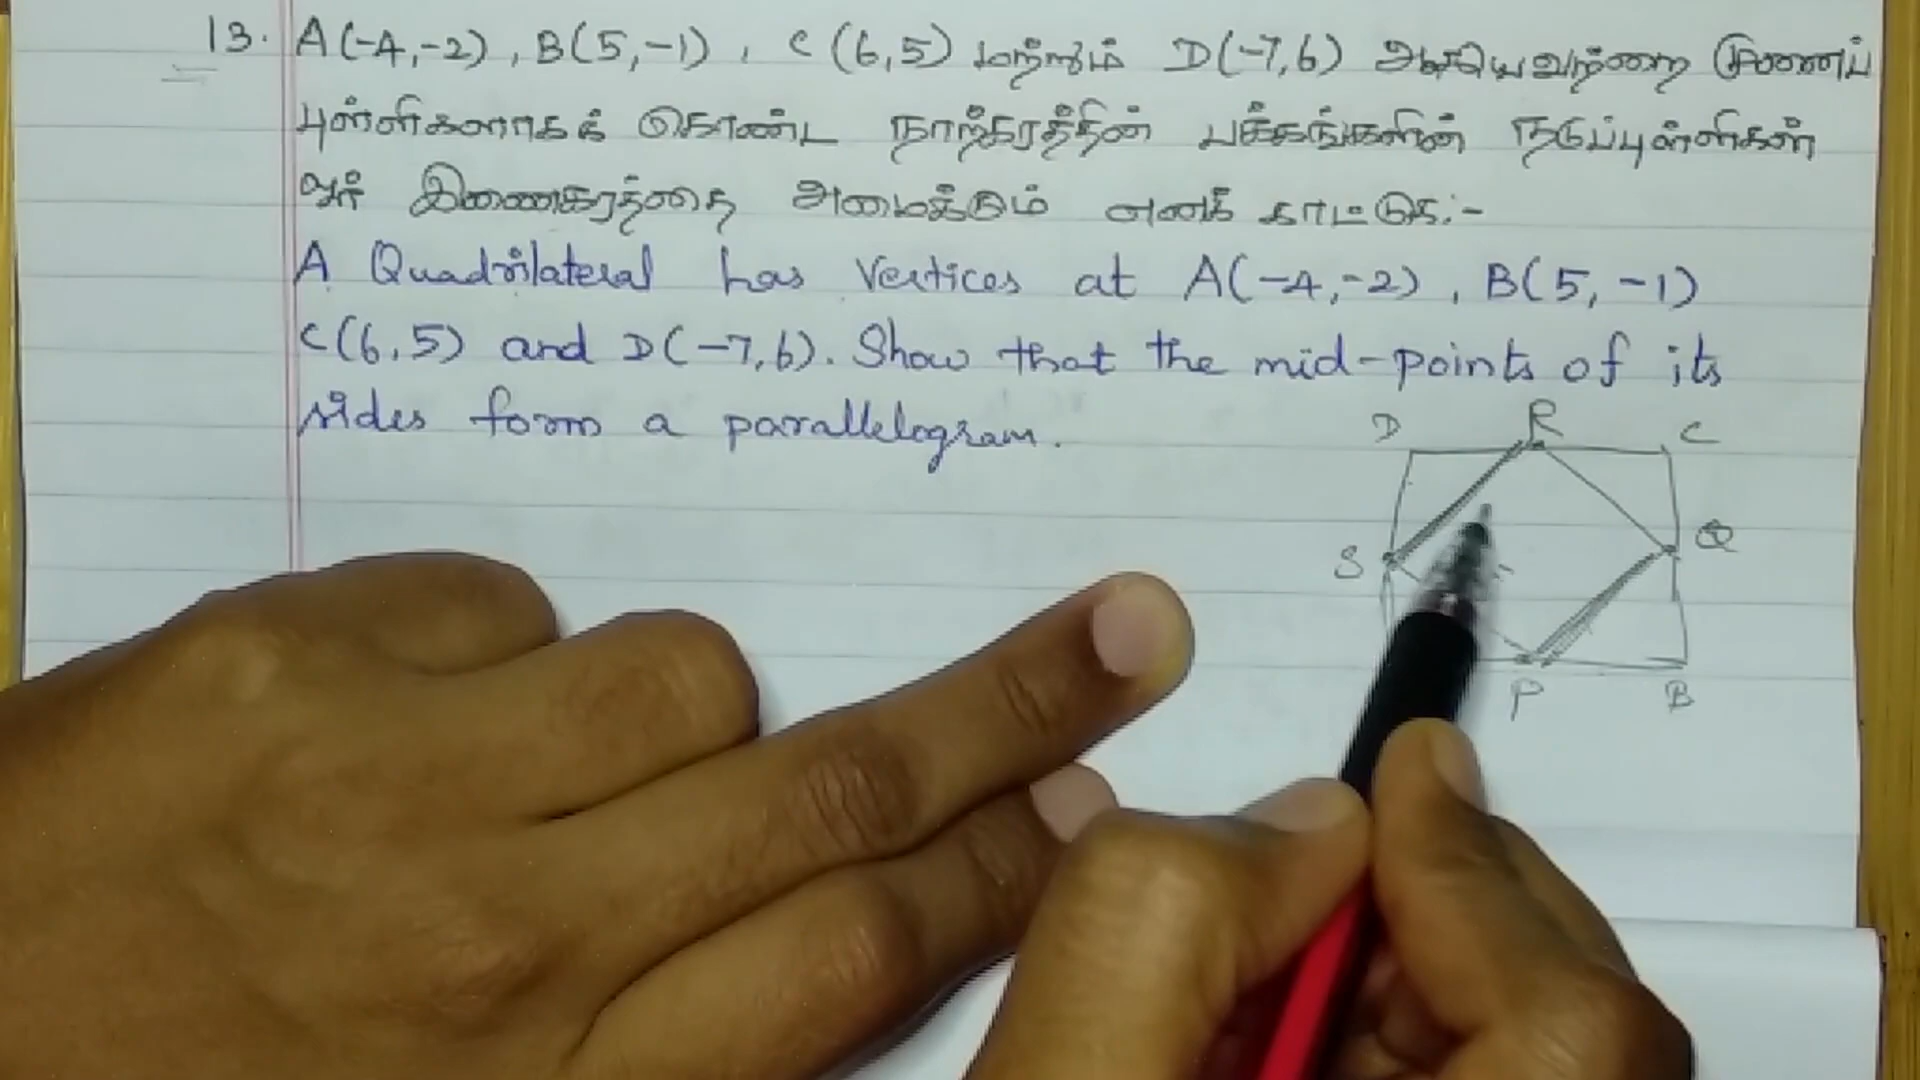 13. A(-4,-2), B(5,-1), C(6,5) மற்றும் D(-7,6) ஆகியவற்றை முனைப்
புள்ளிகளாகக் கொண்ட நாற்கரத்தின் பக்கங்களின் நடுப்புள்ளிகள்
ஓர் இணைகரத்தை அமைக்கும் எனக் காட்டுக:-
A Quadrilateral has vertices at A(-4,-2), B(5,-1)
C(6,5) and D(-7,6). Show that the mid-points of its
sides form a parallelogram.
D R C
S Q
P B